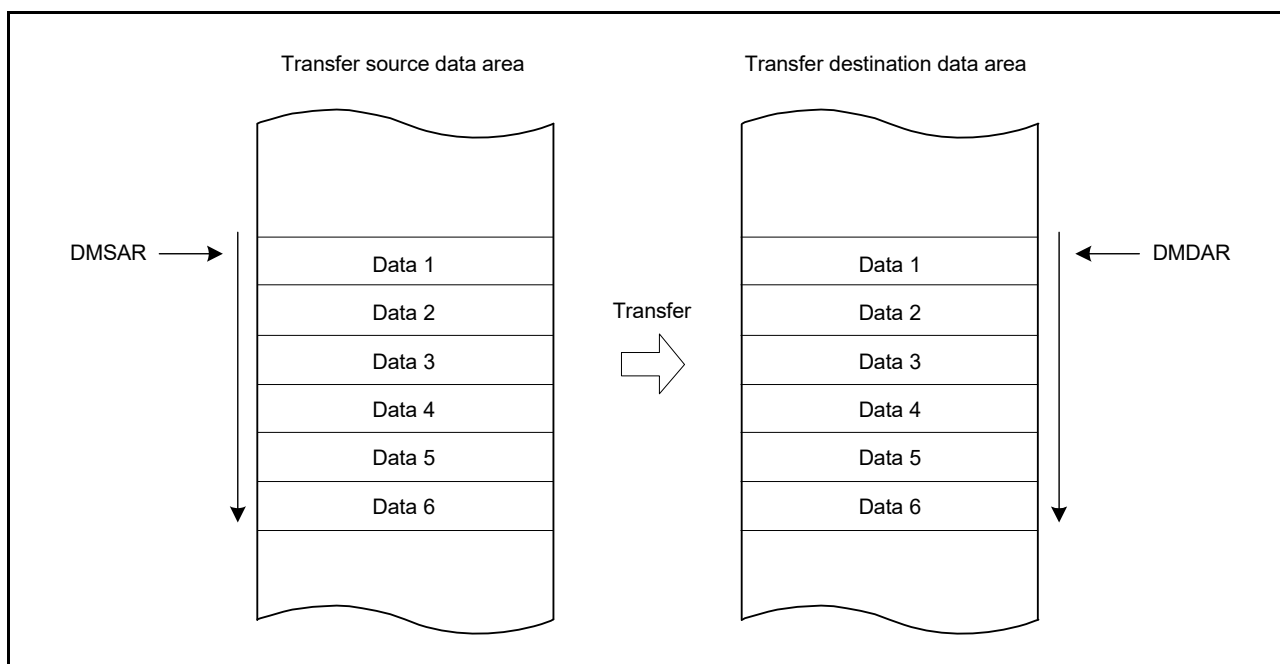 Transfer source data area
Transfer destination data area
DMSAR
Data 1
Data 2
Data 3
Data 4
Data 5
Data 6
Transfer
Data 1
Data 2
Data 3
Data 4
Data 5
Data 6
DMDAR